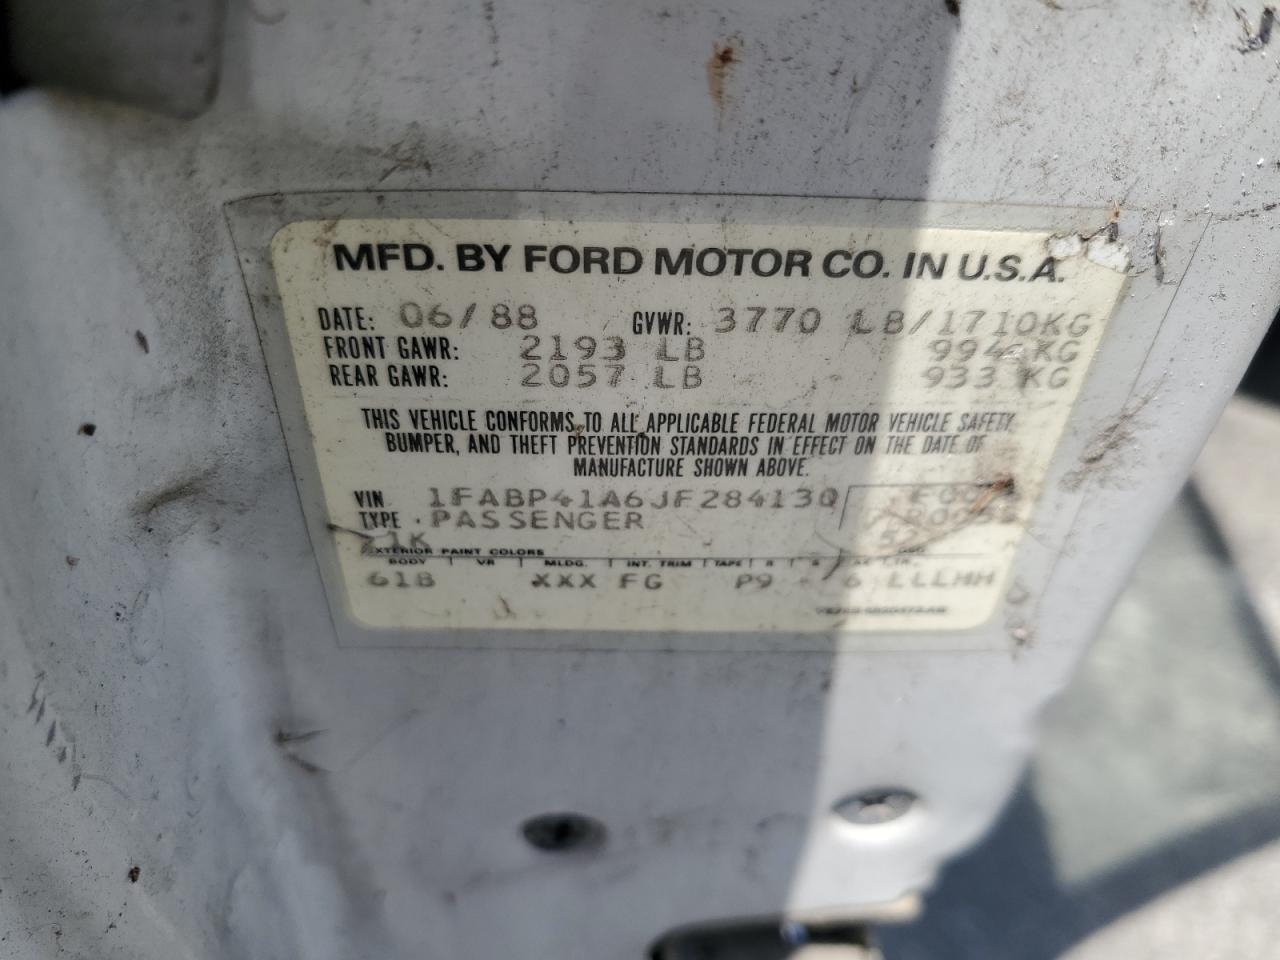 MFD. BY FORD MOTOR CO. IN U.S.A.
DATE: 06/88 GVWR: 3770 LB/1710KG
FRONT GAWR: 2193 LB 994 KG
REAR GAWR: 2057 LB 933 KG
THIS VEHICLE CONFORMS TO ALL APPLICABLE FEDERAL MOTOR VEHICLE SAFETY,
BUMPER, AND THEFT PREVENTION STANDARDS IN EFFECT ON THE DATE OF
MANUFACTURE SHOWN ABOVE.
VIN 1FABP41A6JF284130
TYPE PASSENGER
1K
EXTERIOR PAINT COLORS
BODY VR MLDG. INT. TRIM TAPE R
61B XXX FG P9 6